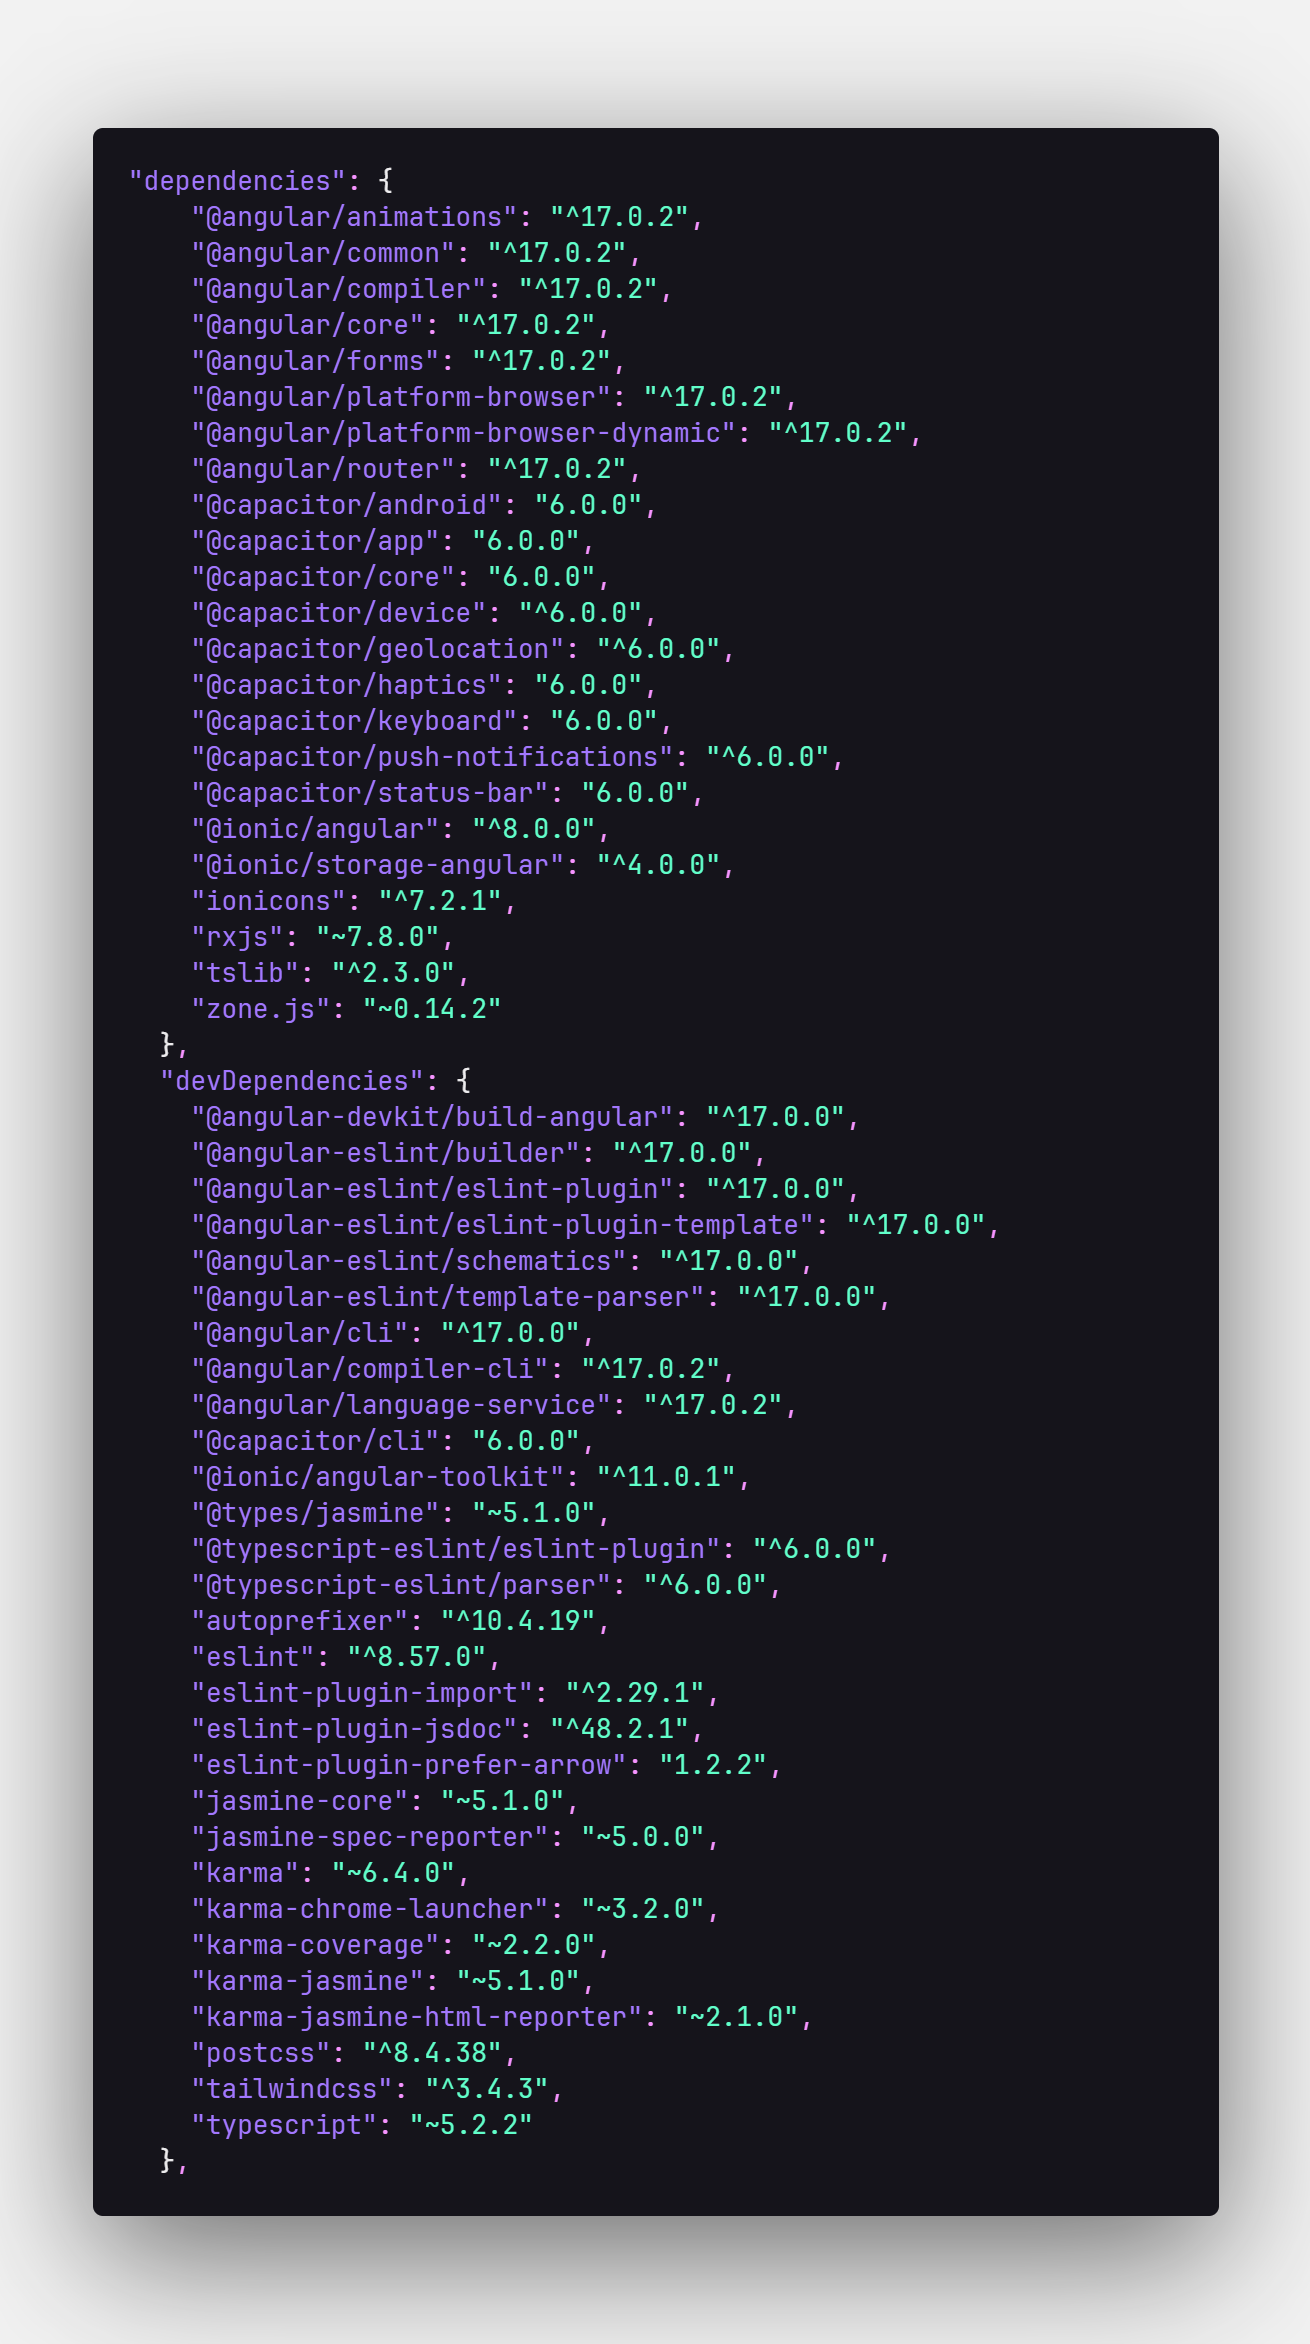 "dependencies": {
    "@angular/animations": "^17.0.2",
    "@angular/common": "^17.0.2",
    "@angular/compiler": "^17.0.2",
    "@angular/core": "^17.0.2",
    "@angular/forms": "^17.0.2",
    "@angular/platform-browser": "^17.0.2",
    "@angular/platform-browser-dynamic": "^17.0.2",
    "@angular/router": "^17.0.2",
    "@capacitor/android": "6.0.0",
    "@capacitor/app": "6.0.0",
    "@capacitor/core": "6.0.0",
    "@capacitor/device": "^6.0.0",
    "@capacitor/geolocation": "^6.0.0",
    "@capacitor/haptics": "6.0.0",
    "@capacitor/keyboard": "6.0.0",
    "@capacitor/push-notifications": "^6.0.0",
    "@capacitor/status-bar": "6.0.0",
    "@ionic/angular": "^8.0.0",
    "@ionic/storage-angular": "^4.0.0",
    "ionicons": "^7.2.1",
    "rxjs": "~7.8.0",
    "tslib": "^2.3.0",
    "zone.js": "~0.14.2"
  },
  "devDependencies": {
    "@angular-devkit/build-angular": "^17.0.0",
    "@angular-eslint/builder": "^17.0.0",
    "@angular-eslint/eslint-plugin": "^17.0.0",
    "@angular-eslint/eslint-plugin-template": "^17.0.0",
    "@angular-eslint/schematics": "^17.0.0",
    "@angular-eslint/template-parser": "^17.0.0",
    "@angular/cli": "^17.0.0",
    "@angular/compiler-cli": "^17.0.2",
    "@angular/language-service": "^17.0.2",
    "@capacitor/cli": "6.0.0",
    "@ionic/angular-toolkit": "^11.0.1",
    "@types/jasmine": "~5.1.0",
    "@typescript-eslint/eslint-plugin": "^6.0.0",
    "@typescript-eslint/parser": "^6.0.0",
    "autoprefixer": "^10.4.19",
    "eslint": "^8.57.0",
    "eslint-plugin-import": "^2.29.1",
    "eslint-plugin-jsdoc": "^48.2.1",
    "eslint-plugin-prefer-arrow": "1.2.2",
    "jasmine-core": "~5.1.0",
    "jasmine-spec-reporter": "~5.0.0",
    "karma": "~6.4.0",
    "karma-chrome-launcher": "~3.2.0",
    "karma-coverage": "~2.2.0",
    "karma-jasmine": "~5.1.0",
    "karma-jasmine-html-reporter": "~2.1.0",
    "postcss": "^8.4.38",
    "tailwindcss": "^3.4.3",
    "typescript": "~5.2.2"
  },